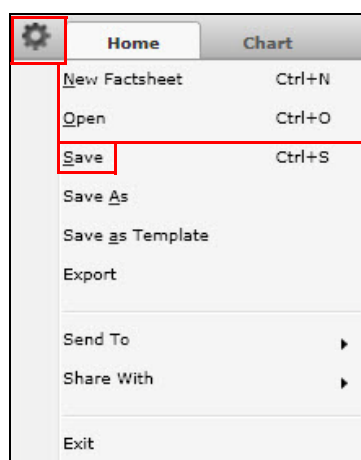 Home Chart
New Factsheet Ctrl+N
Open Ctrl+O
Save Ctrl+S
Save As
Save as Template
Export
Send To
Share With
Exit